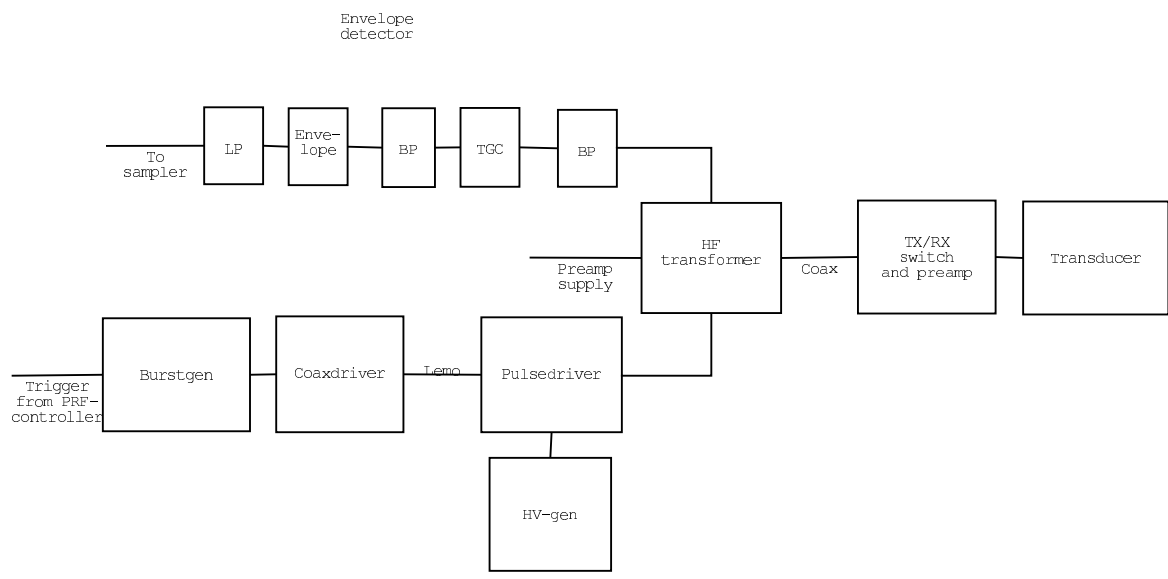 Envelope
detector
LP
Enve-
lope
BP
TGC
BP
To
sampler
HF
transformer
TX/RX
switch
and preamp
Transducer
Preamp
supply
Coax
Burstgen
Coaxdriver
Lemo
Pulsedriver
Trigger
from PRF-
controller
HV-gen